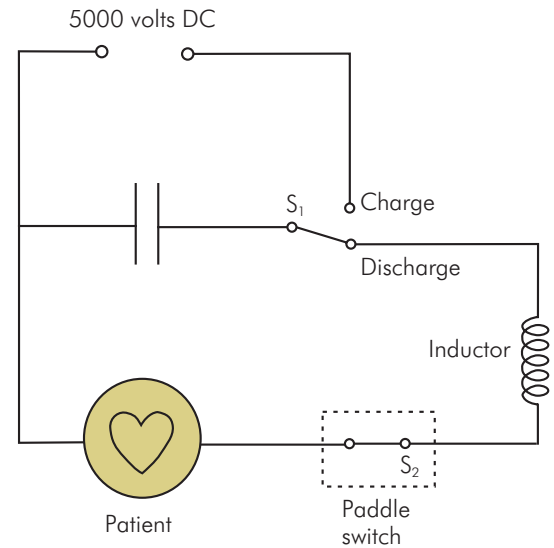 5000 volts DC
S1
Charge
Discharge
Inductor
S2
Paddle
switch
Patient